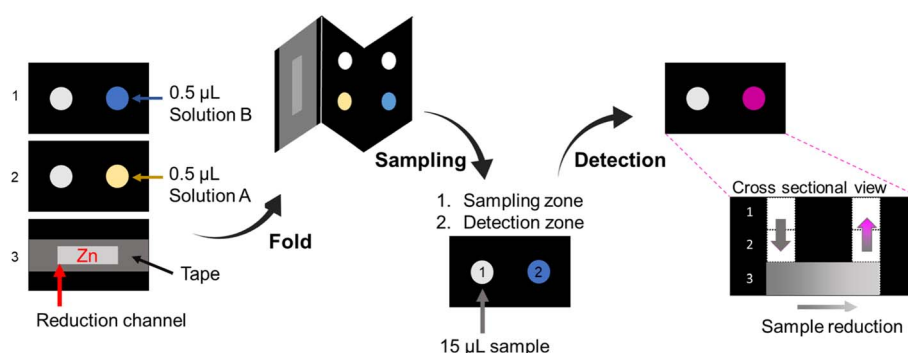 1
0.5 µL
Solution B
2
0.5 µL
Solution A
3
Zn
Tape
Reduction channel
Fold
Sampling
1. Sampling zone
2. Detection zone
1
2
15 µL sample
Detection
Cross sectional view
1
2
3
Sample reduction